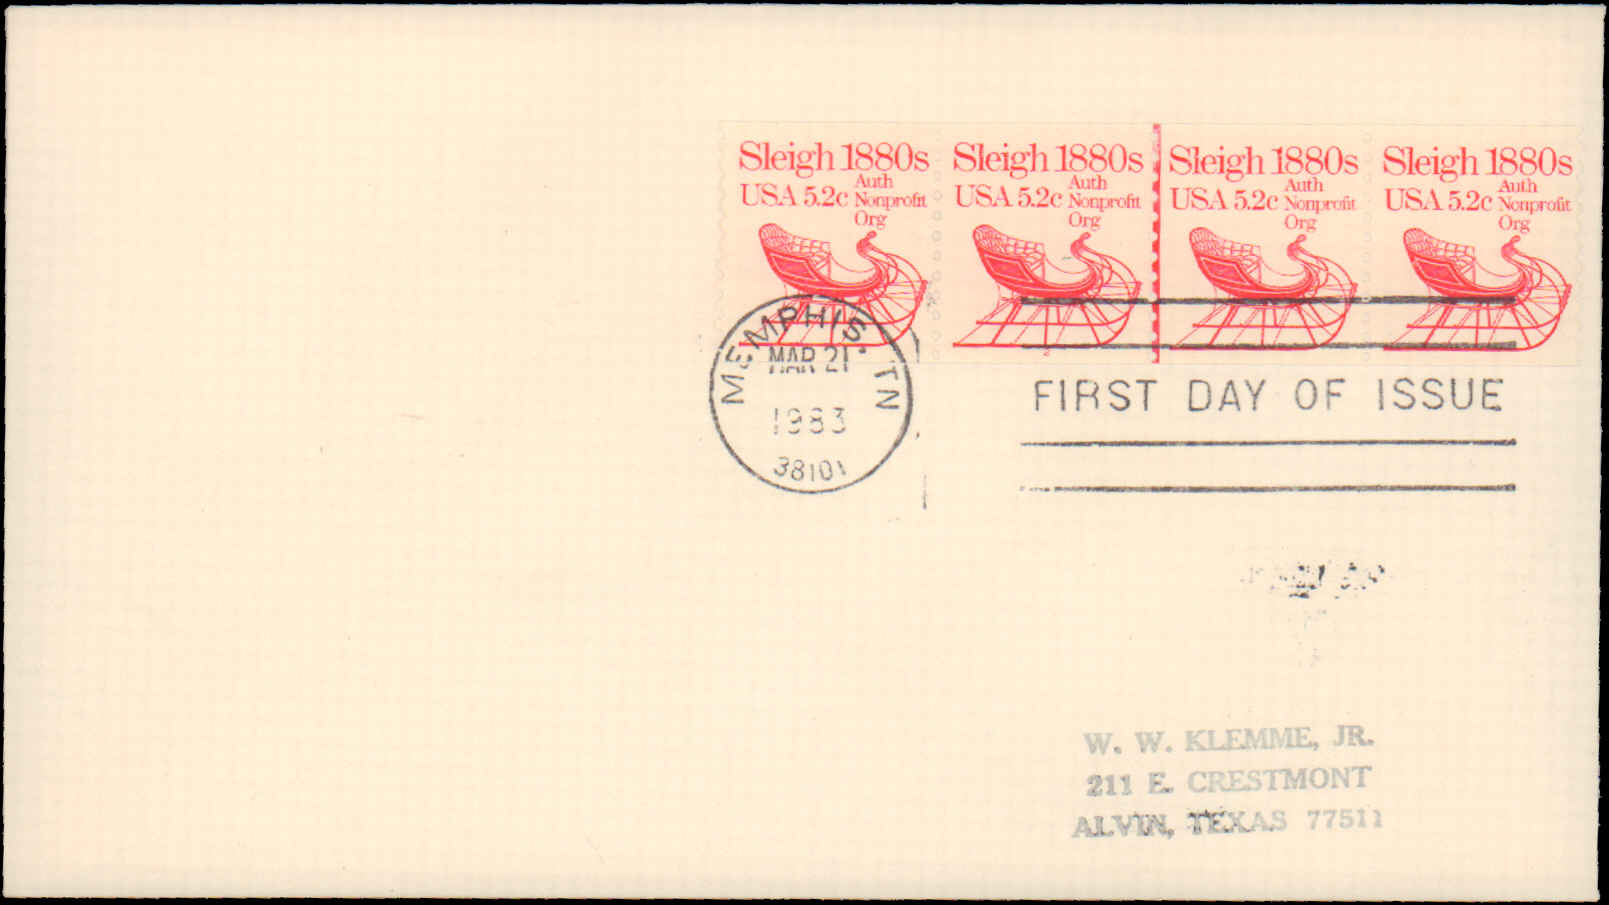 Sleigh 1880s
USA 5.2c Auth
Nonprofit
Org
Sleigh 1880s
USA 5.2c Auth
Nonprofit
Org
Sleigh 1880s
USA 5.2c Auth
Nonprofit
Org
Sleigh 1880s
USA 5.2c Auth
Nonprofit
Org
MEMPHIS, TN
MAR 21
1983
38101
FIRST DAY OF ISSUE
W. W. KLEMME, JR.
211 E. CRESTMONT
ALVIN, TEXAS 77511